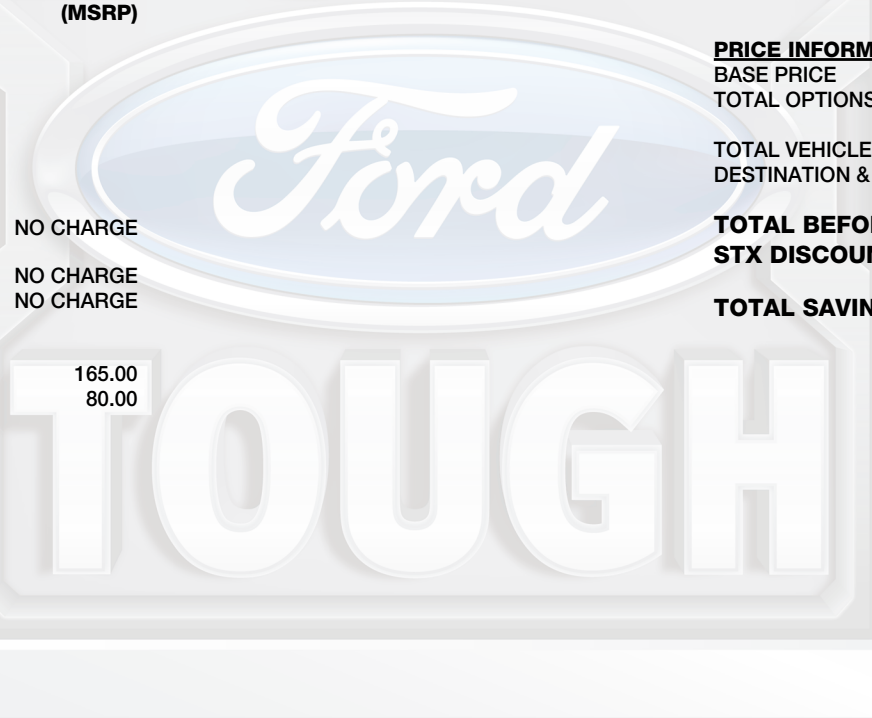 (MSRP)
PRICE INFORM
BASE PRICE
TOTAL OPTIONS
TOTAL VEHICLE
DESTINATION &
NO CHARGE
TOTAL BEFO
STX DISCOUN
NO CHARGE
NO CHARGE
TOTAL SAVIN
165.00
80.00
Ford
TOUGH